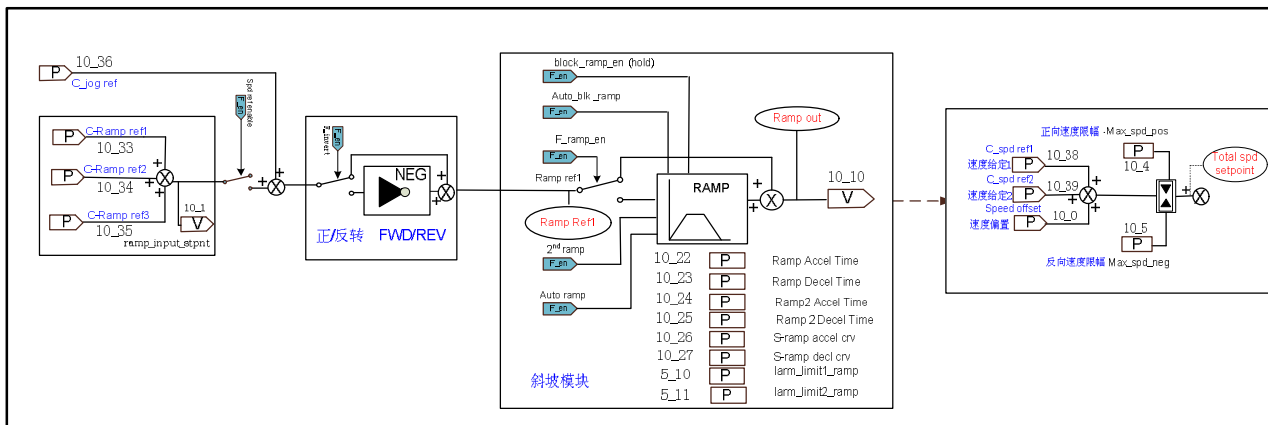 10_36
P
C_jog ref
Spd ref enable
F_en
P
C-Ramp ref1
10_33
P
C-Ramp ref2
10_34
P
C-Ramp ref3
10_35
10_1
V
ramp_input_stpnt
F_invert
F_en
NEG
正/反转 FWD/REV
block_ramp_en (hold)
F_en
Auto_blk_ramp
F_en
F_ramp_en
F_en
Ramp ref1
Ramp Ref1
2nd ramp
F_en
Auto ramp
F_en
RAMP
Ramp out
10_10
V
10_22 P Ramp Accel Time
10_23 P Ramp Decel Time
10_24 P Ramp2 Accel Time
10_25 P Ramp 2 Decel Time
10_26 P S-ramp accel crv
10_27 P S-ramp decl crv
5_10 P Iarm_limit1_ramp
5_11 P Iarm_limit2_ramp
斜坡模块
正向速度限幅 -Max_spd_pos
P
10_4
C_spd ref1
速度给定1 P 10_38
C_spd ref2
速度给定2 P 10_39
Speed offset
速度偏置 P 10_0
10_5
P
反向速度限幅 Max_spd_neg
Total spd
setpoint